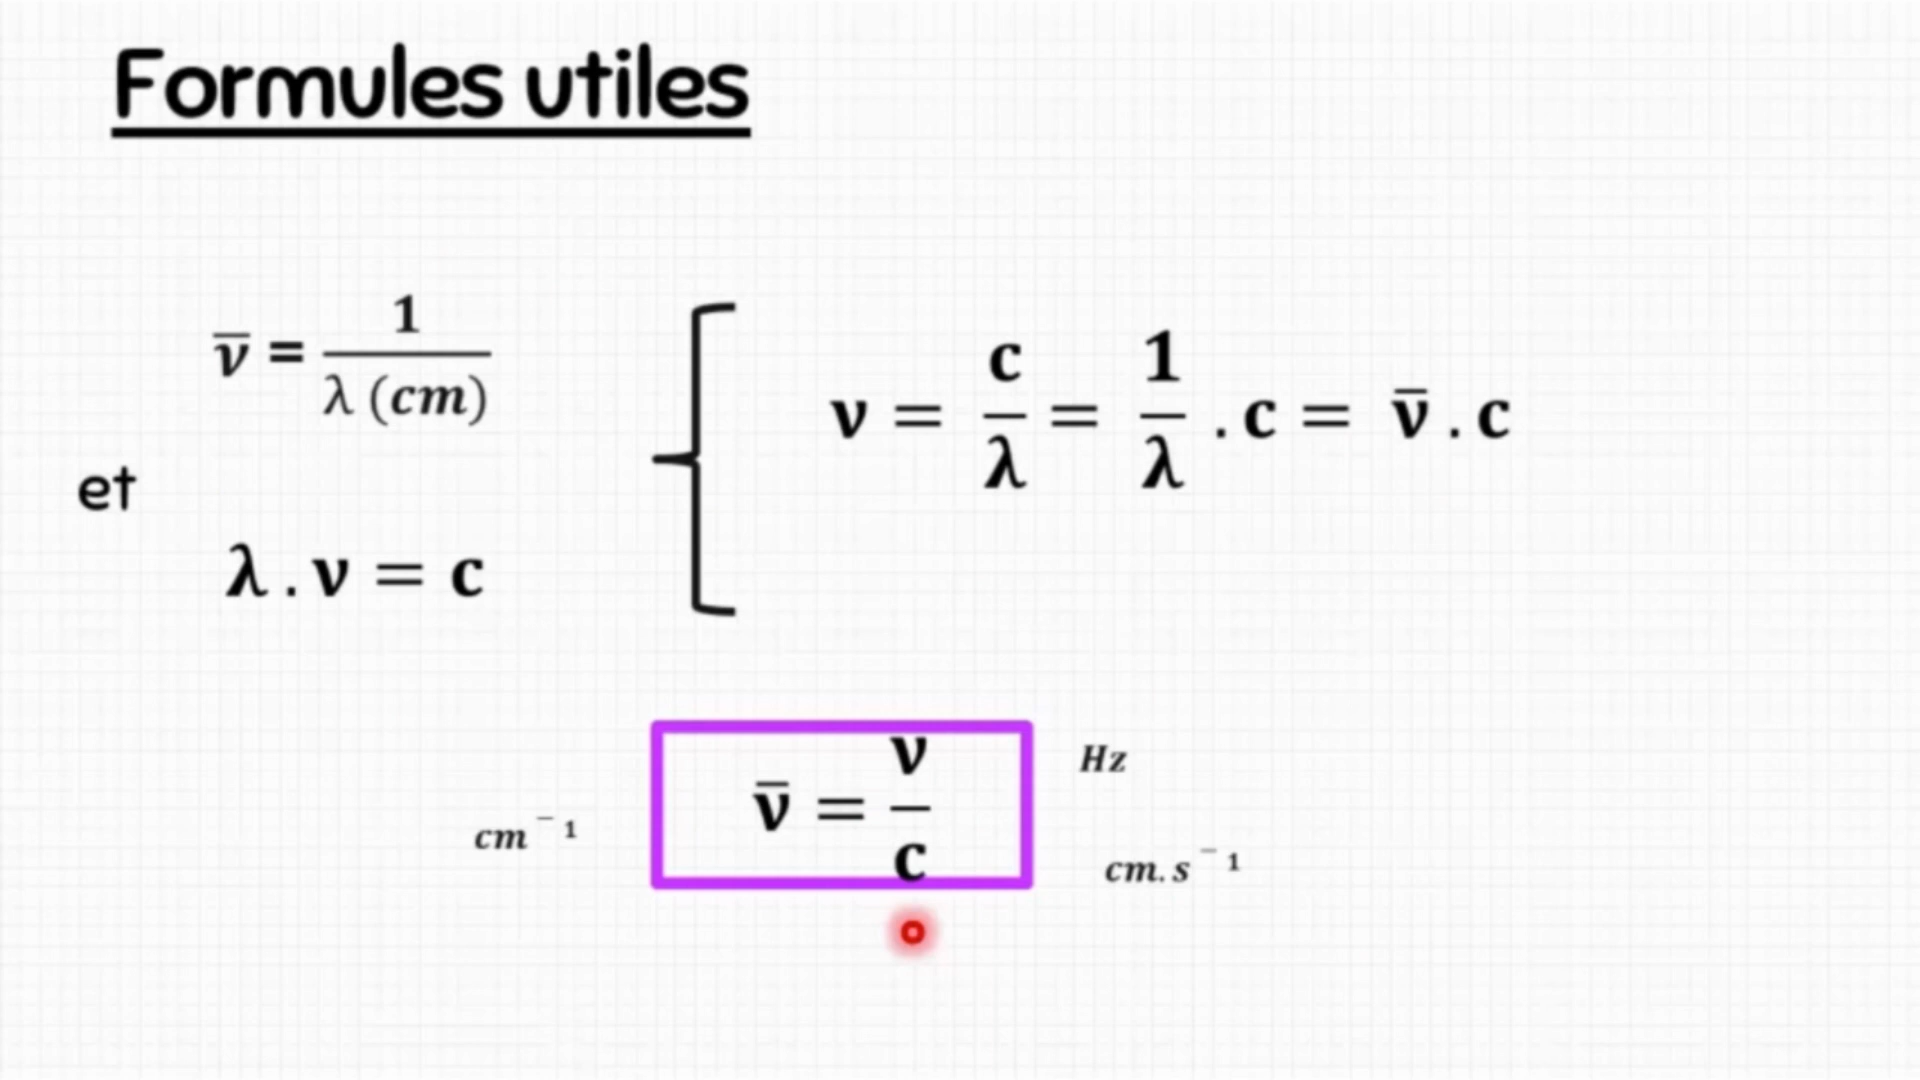 Formules utiles
ν̅ = 1 / λ (cm)
et
λ . ν = c
ν = c / λ = 1 / λ . c = ν̅ . c
ν̅ = ν / c
Hz
cm⁻¹
cm.s⁻¹